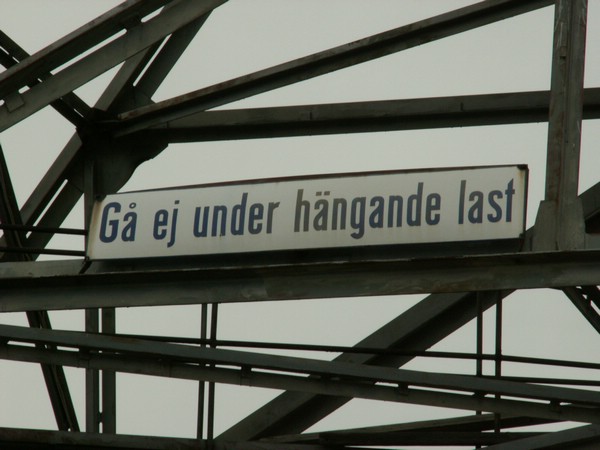 Gå ej under hängande last